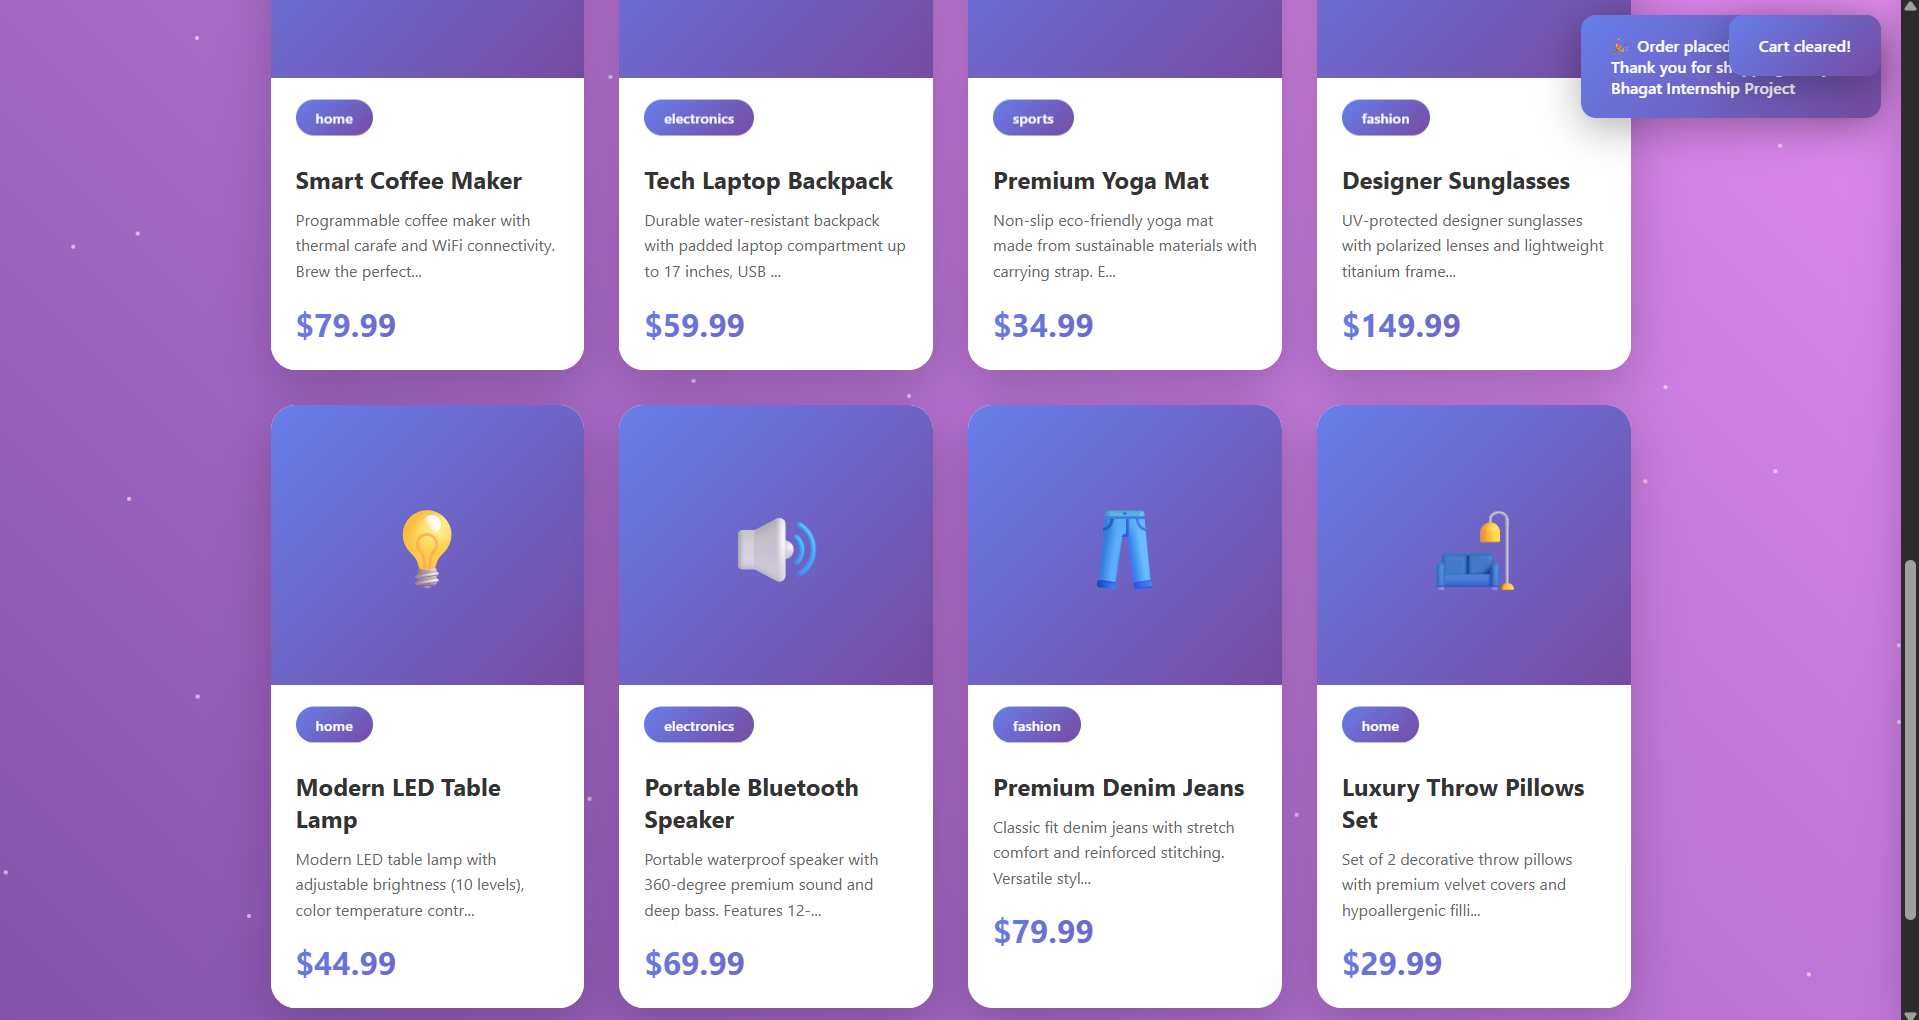 🎉 Order placed
Thank you for sh
Bhagat Internship Project
Cart cleared!
home
Smart Coffee Maker
Programmable coffee maker with
thermal carafe and WiFi connectivity.
Brew the perfect...
$79.99
electronics
Tech Laptop Backpack
Durable water-resistant backpack
with padded laptop compartment up
to 17 inches, USB ...
$59.99
sports
Premium Yoga Mat
Non-slip eco-friendly yoga mat
made from sustainable materials with
carrying strap. E...
$34.99
fashion
Designer Sunglasses
UV-protected designer sunglasses
with polarized lenses and lightweight
titanium frame...
$149.99
home
Modern LED Table
Lamp
Modern LED table lamp with
adjustable brightness (10 levels),
color temperature contr...
$44.99
electronics
Portable Bluetooth
Speaker
Portable waterproof speaker with
360-degree premium sound and
deep bass. Features 12-...
$69.99
fashion
Premium Denim Jeans
Classic fit denim jeans with stretch
comfort and reinforced stitching.
Versatile styl...
$79.99
home
Luxury Throw Pillows
Set
Set of 2 decorative throw pillows
with premium velvet covers and
hypoallergenic filli...
$29.99